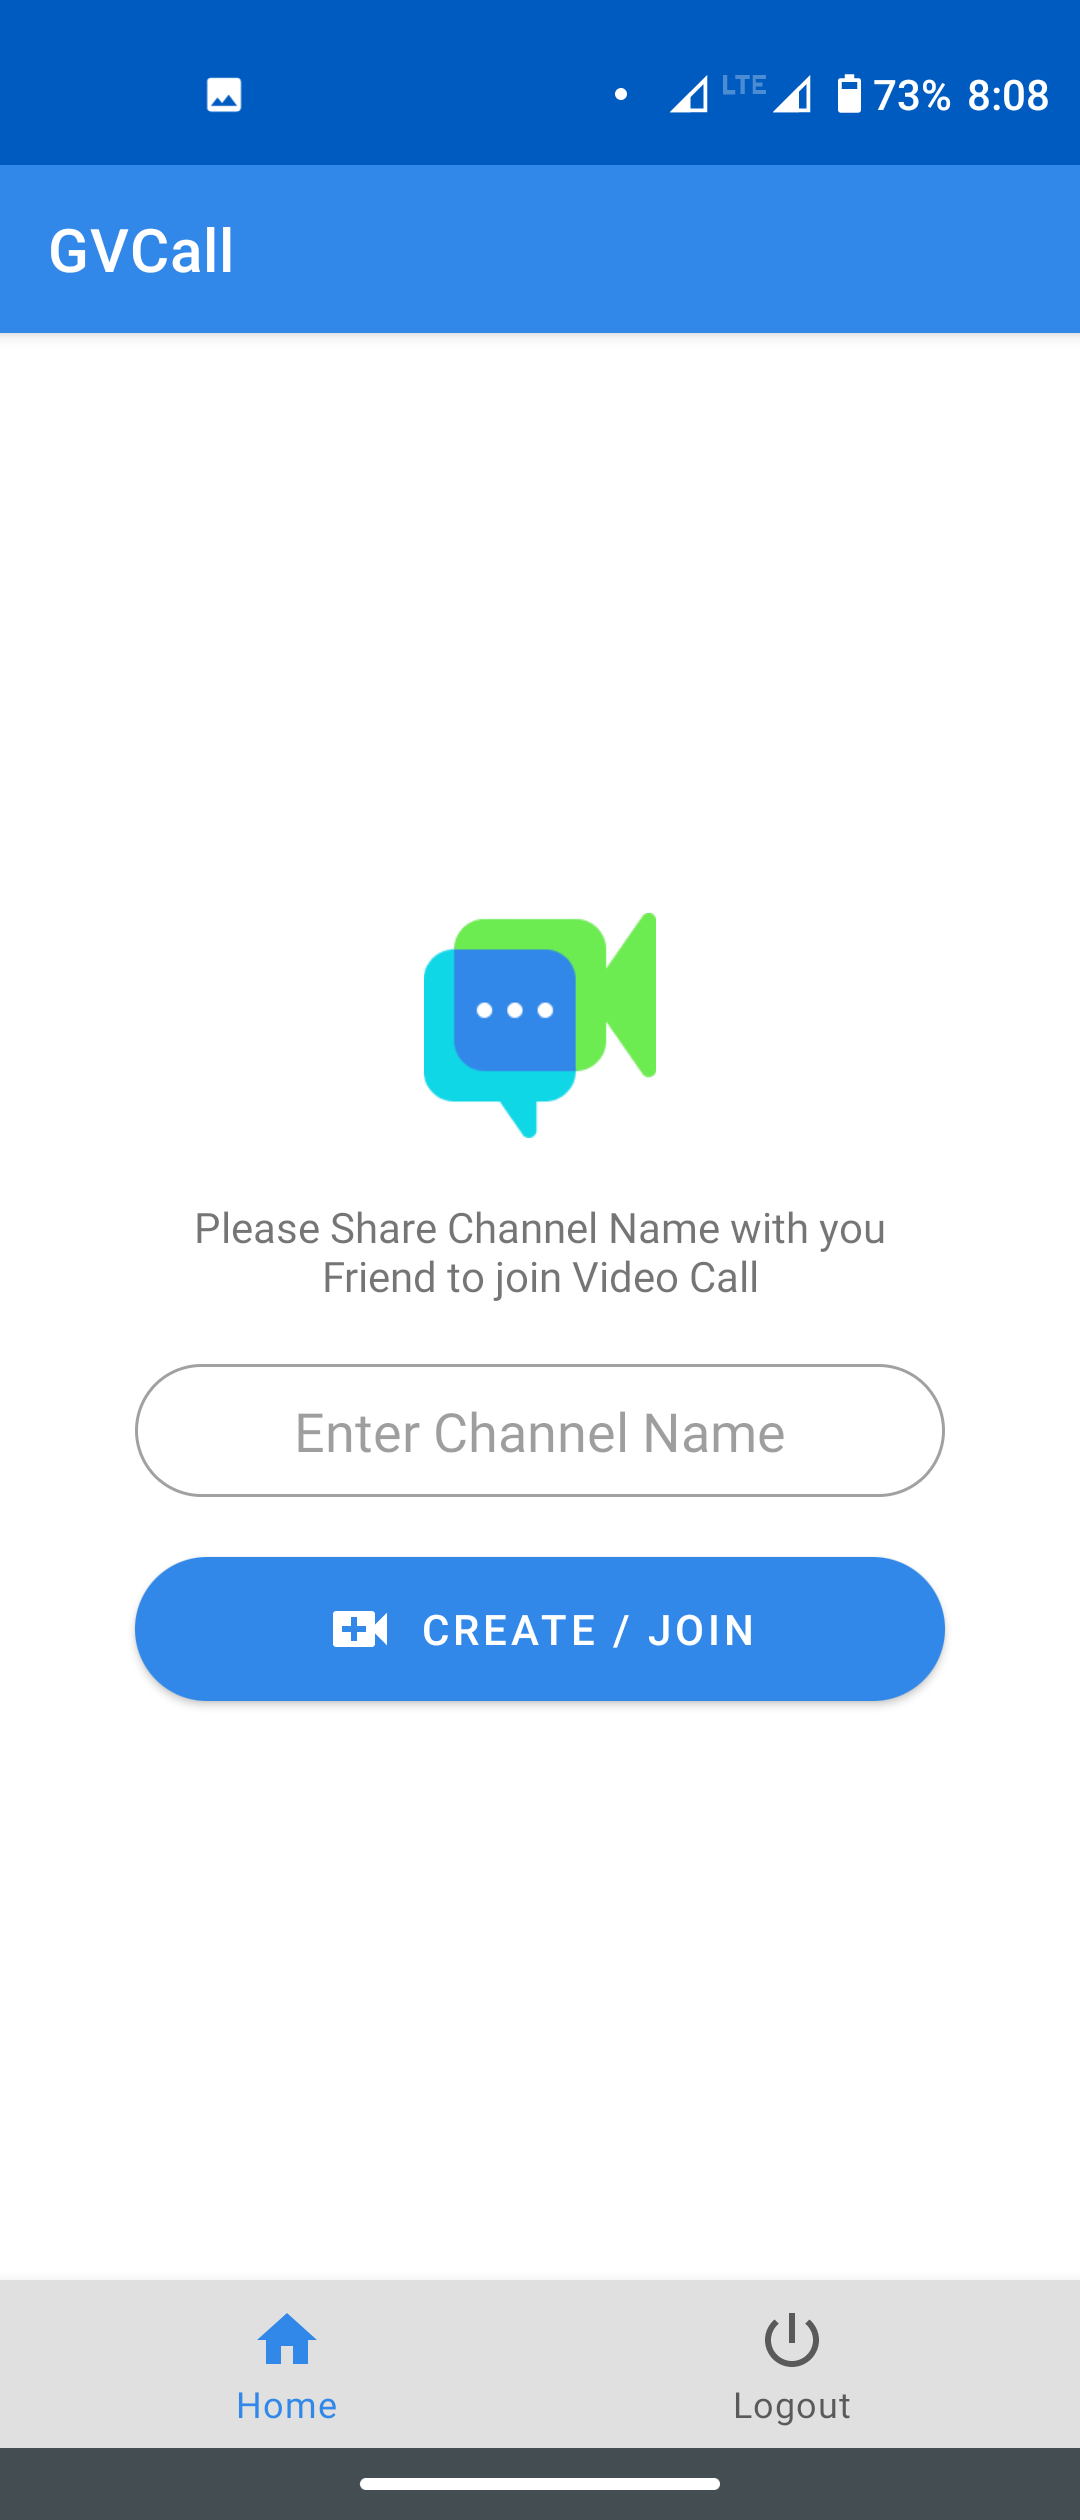 LTE 73% 8:08
GVCall
Please Share Channel Name with you
Friend to join Video Call
Enter Channel Name
CREATE / JOIN
Home
Logout